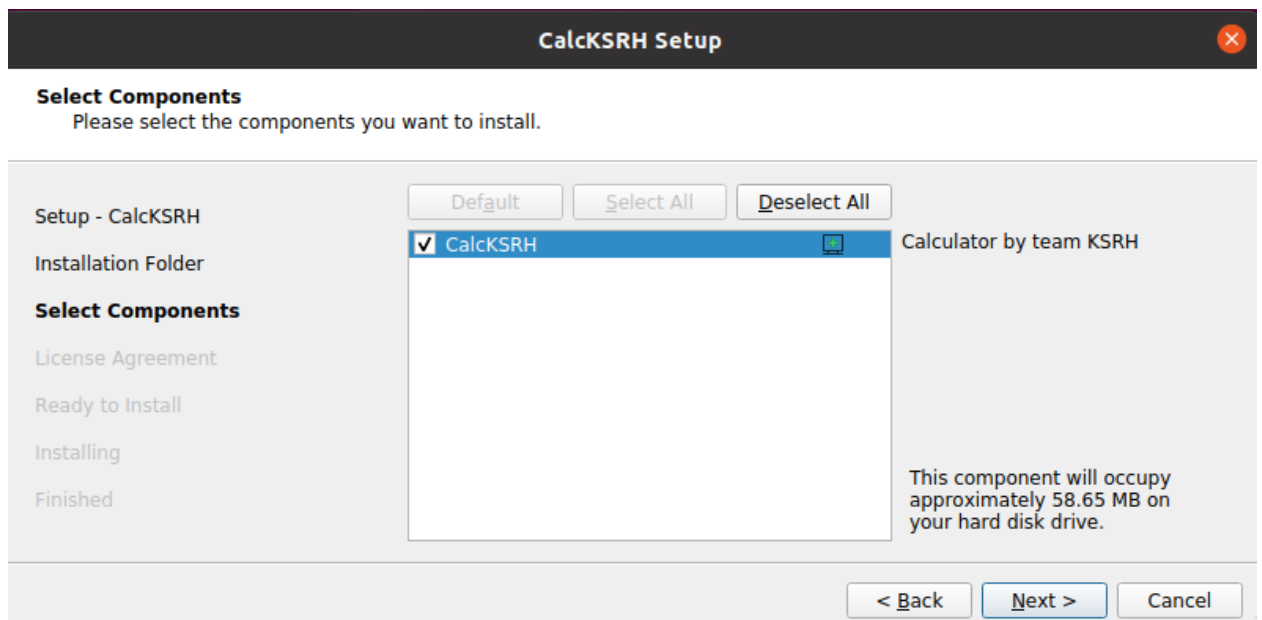 CalcKSRH Setup
Select Components
Please select the components you want to install.
Setup - CalcKSRH
Installation Folder
Select Components
License Agreement
Ready to Install
Installing
Finished
Default
Select All
Deselect All
CalcKSRH
Calculator by team KSRH
This component will occupy
approximately 58.65 MB on
your hard disk drive.
< Back
Next >
Cancel